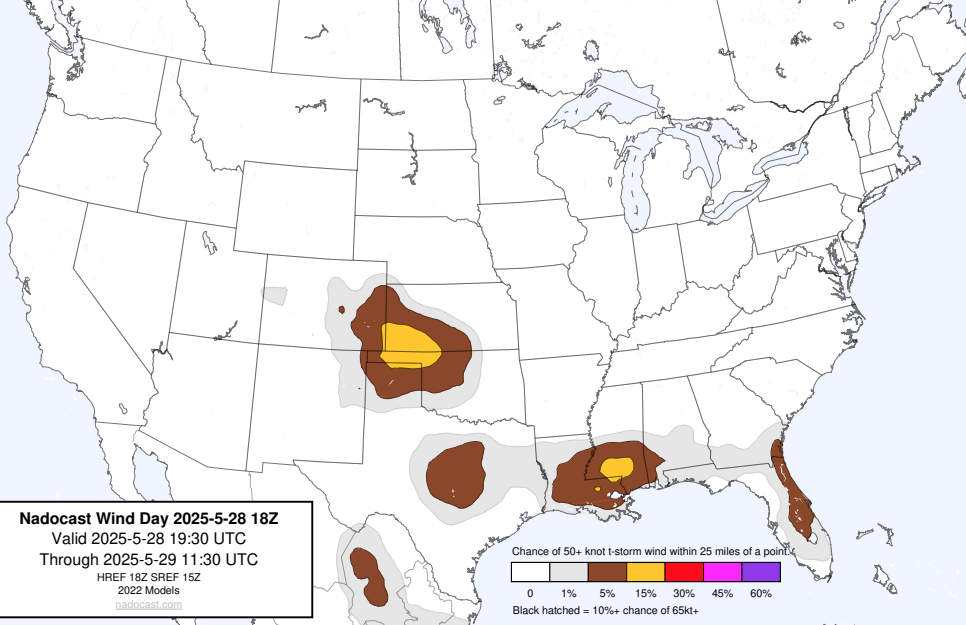 Nadocast Wind Day 2025-5-28 18Z
Valid 2025-5-28 19:30 UTC
Through 2025-5-29 11:30 UTC
HREF 18Z SREF 15Z
2022 Models
nadocast.com
Chance of 50+ knot t-storm wind within 25 miles of a point.
0 1% 5% 15% 30% 45% 60%
Black hatched = 10%+ chance of 65kt+